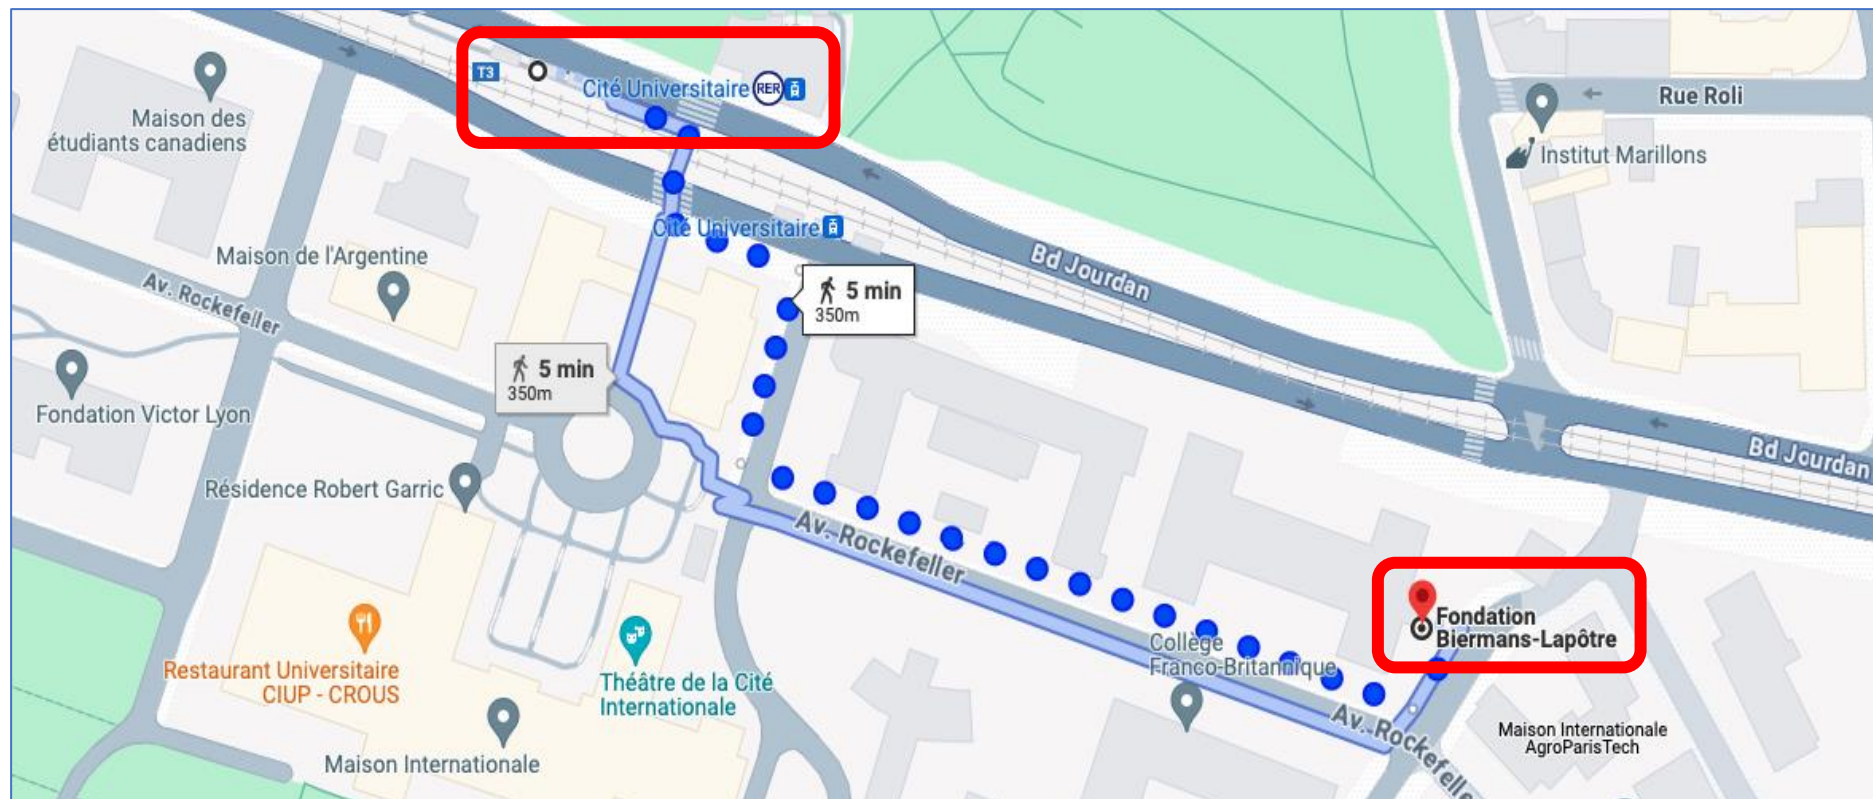 T3
Cité Universitaire RER
Rue Roli
Maison des
étudiants canadiens
Institut Marillons
Cité Universitaire
Maison de l'Argentine
Bd Jourdan
Av. Rockefeller
5 min
350m
5 min
350m
Fondation Victor Lyon
Bd Jourdan
Résidence Robert Garric
Av. Rockefeller
Fondation
Biermans-Lapôtre
Collège
Franco-Britannique
Restaurant Universitaire
CIUP - CROUS
Théâtre de la Cité
Internationale
Av. Rockefelle
Maison Internationale
AgroParisTech
Maison Internationale